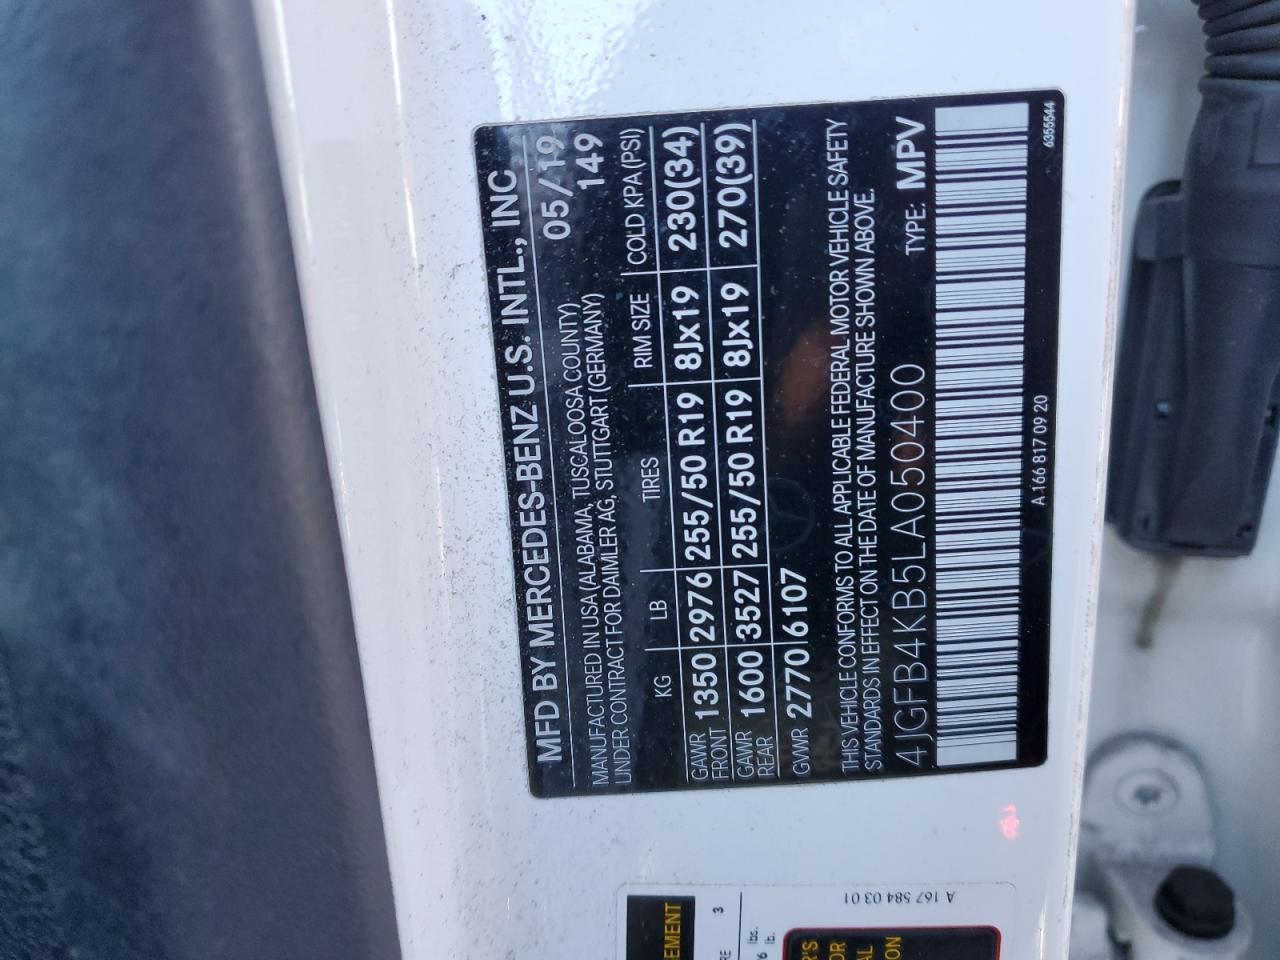 MFD BY MERCEDES-BENZ U.S. INTL., INC
05/19
MANUFACTURED IN USA (ALABAMA, TUSCALOOSA COUNTY)
149
UNDER CONTRACT FOR DAIMLER AG, STUTTGART (GERMANY)
KG LB TIRES RIM SIZE COLD KPA (PSI)
GAWR FRONT 1350 2976 255/50 R19 8Jx19 230(34)
GAWR REAR 1600 3527 255/50 R19 8Jx19 270(39)
GVWR 2770 6107
THIS VEHICLE CONFORMS TO ALL APPLICABLE FEDERAL MOTOR VEHICLE SAFETY
STANDARDS IN EFFECT ON THE DATE OF MANUFACTURE SHOWN ABOVE.
4JGFB4KB5LA050400 TYPE: MPV
A 166 817 09 20 6355544
A 167 584 03 01
EMENT
3
lbs.
lb.